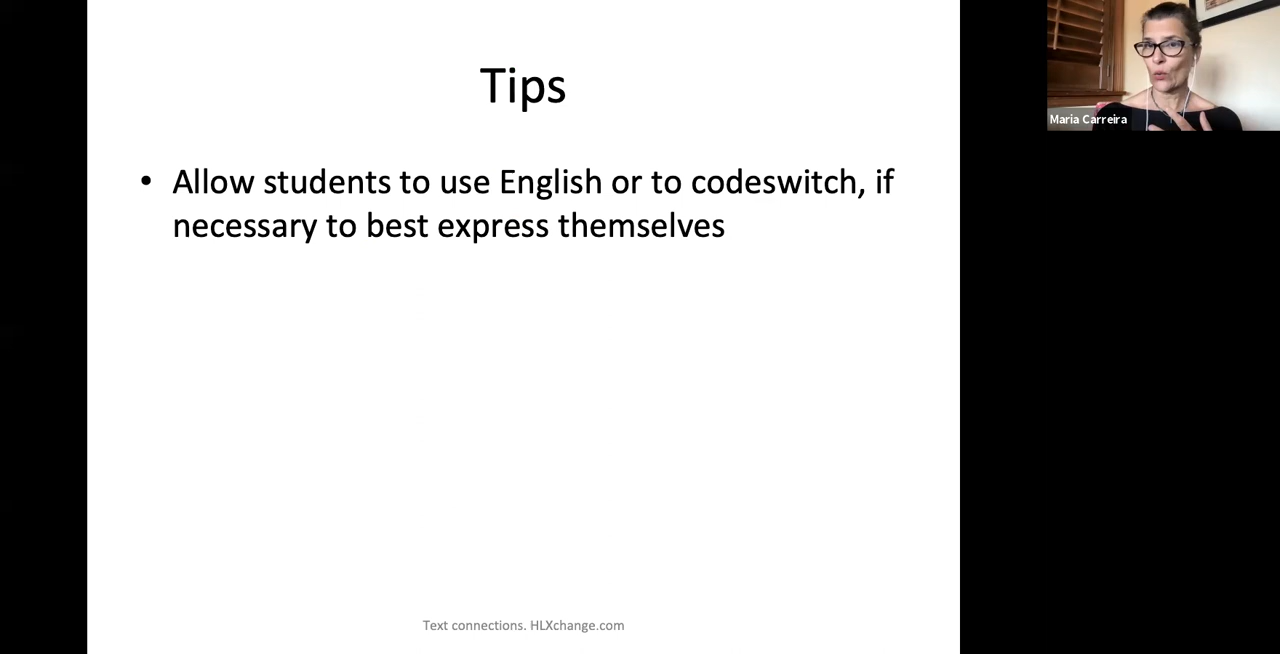 Tips
• Allow students to use English or to codeswitch, if
necessary to best express themselves
Text connections. HLXchange.com
Maria Carreira